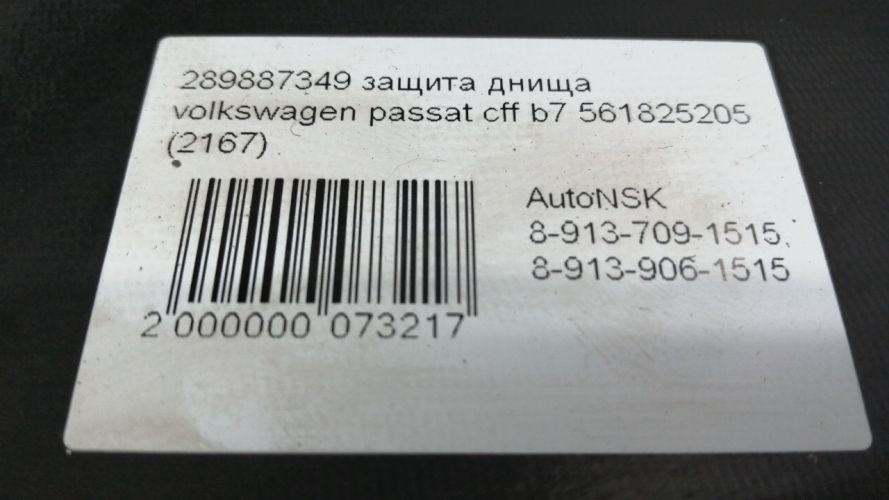 289887349 защита днища
volkswagen passat cff b7 561825205
(2167)
AutoNSK
8-913-709-1515,
8-913-906-1515
2 000000 073217